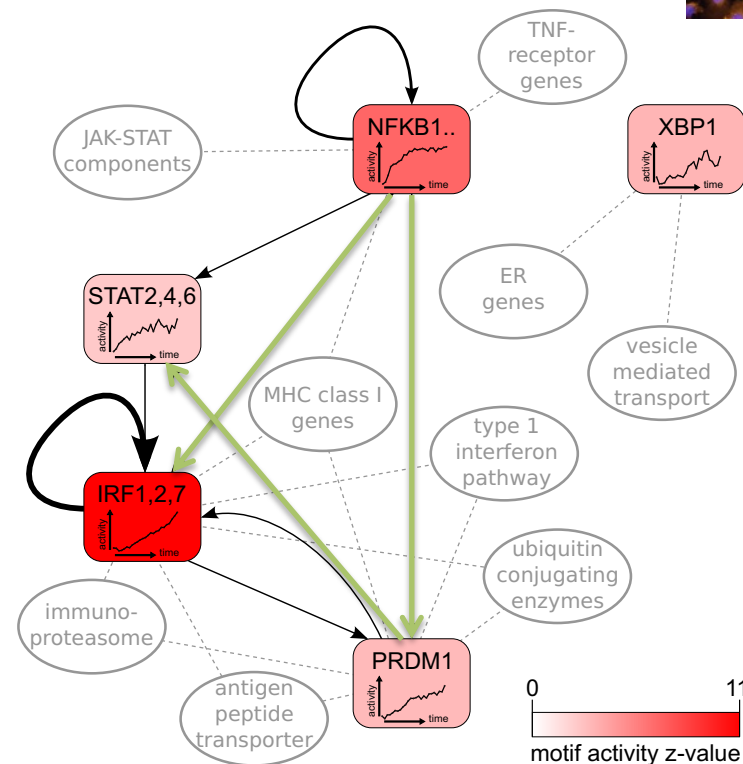 TNF-
receptor
genes
NFKB1..
activity
time
XBP1
activity
time
JAK-STAT
components
ER
genes
STAT2,4,6
activity
time
vesicle
mediated
transport
MHC class I
genes
type 1
interferon
pathway
IRF1,2,7
activity
time
ubiquitin
conjugating
enzymes
immuno-
proteasome
PRDM1
activity
time
antigen
peptide
transporter
0 11
motif activity z-value